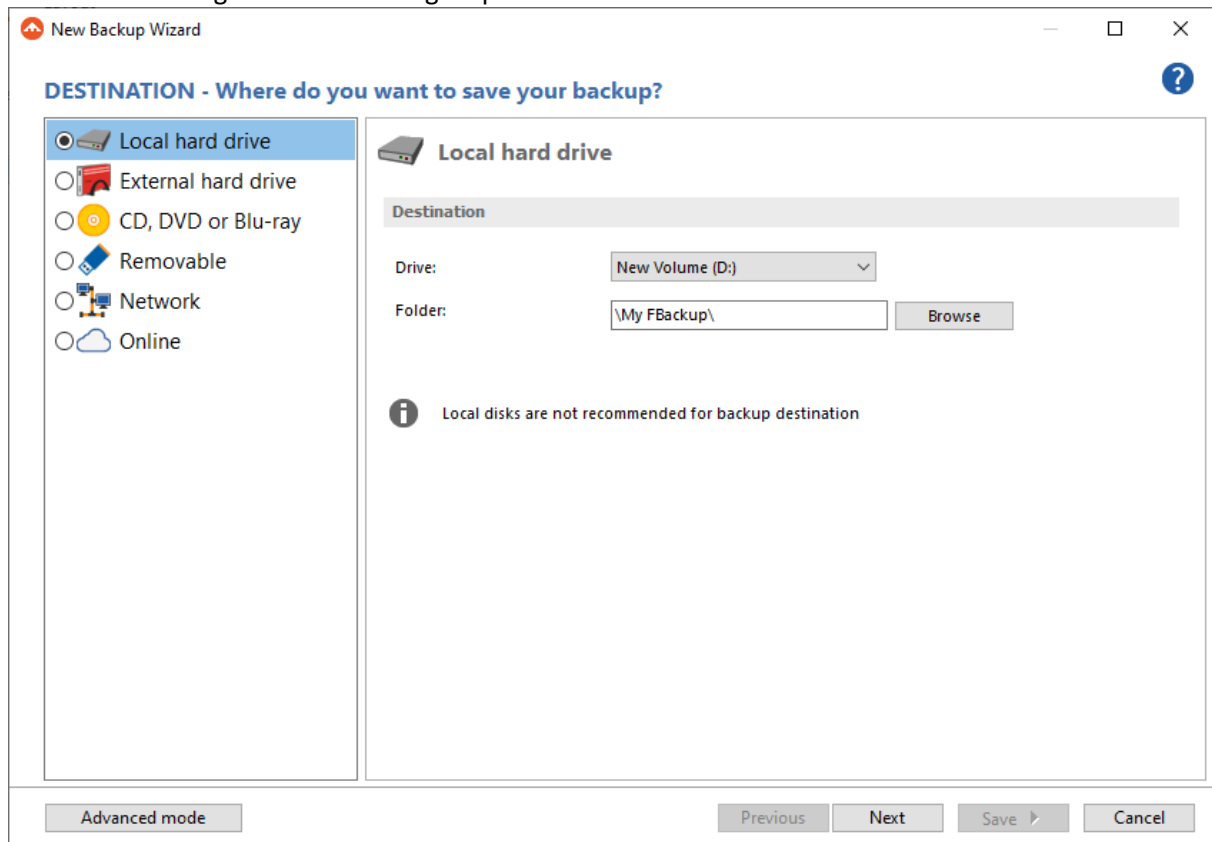 New Backup Wizard
DESTINATION - Where do you want to save your backup?
Local hard drive
External hard drive
CD, DVD or Blu-ray
Removable
Network
Online
Local hard drive
Destination
Drive: New Volume (D:)
Folder: \My FBackup\ Browse
Local disks are not recommended for backup destination
Advanced mode Previous Next Save Cancel